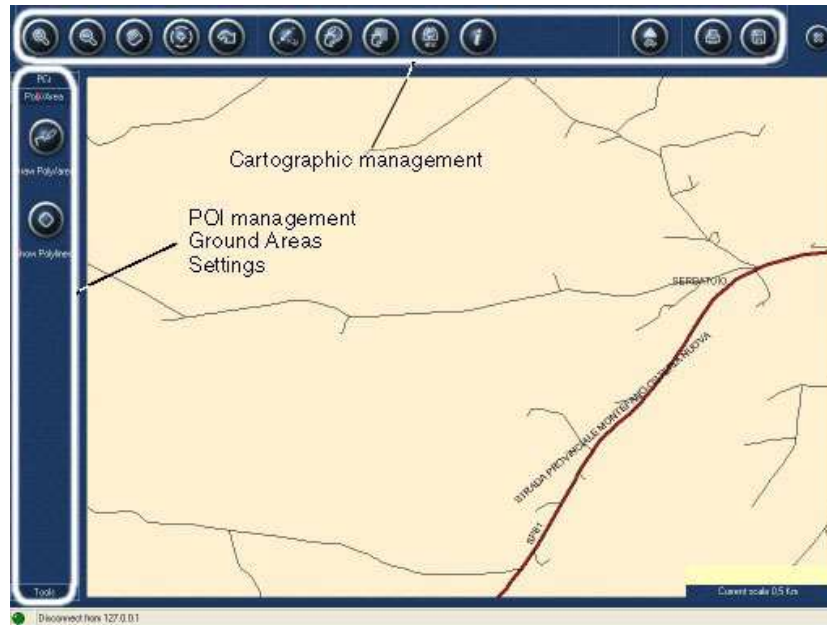 POI
Poly/Area
Cartographic management
POI management
Ground Areas
Settings
SERBATOIO
STRADA PROVINCIALE MONTEFANO
NUOVA
SP81
Tools
Current scale 0,5 Km
Disconnect from 127.0.0.1